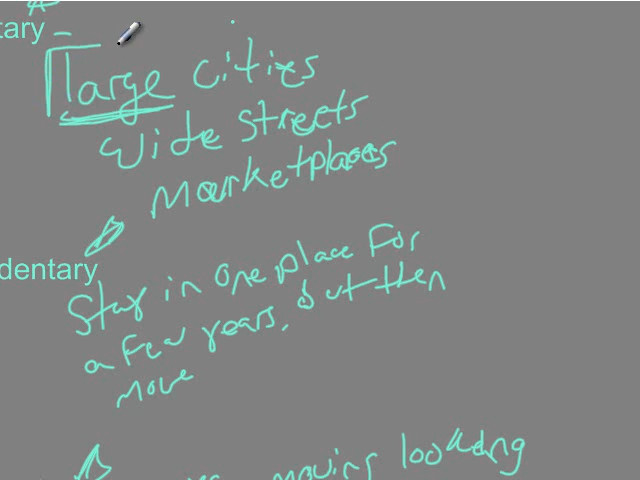 tary
large cities
wide streets
Marketplaces
dentary
Stay in one place For
a Few years, but then
move
moving looking